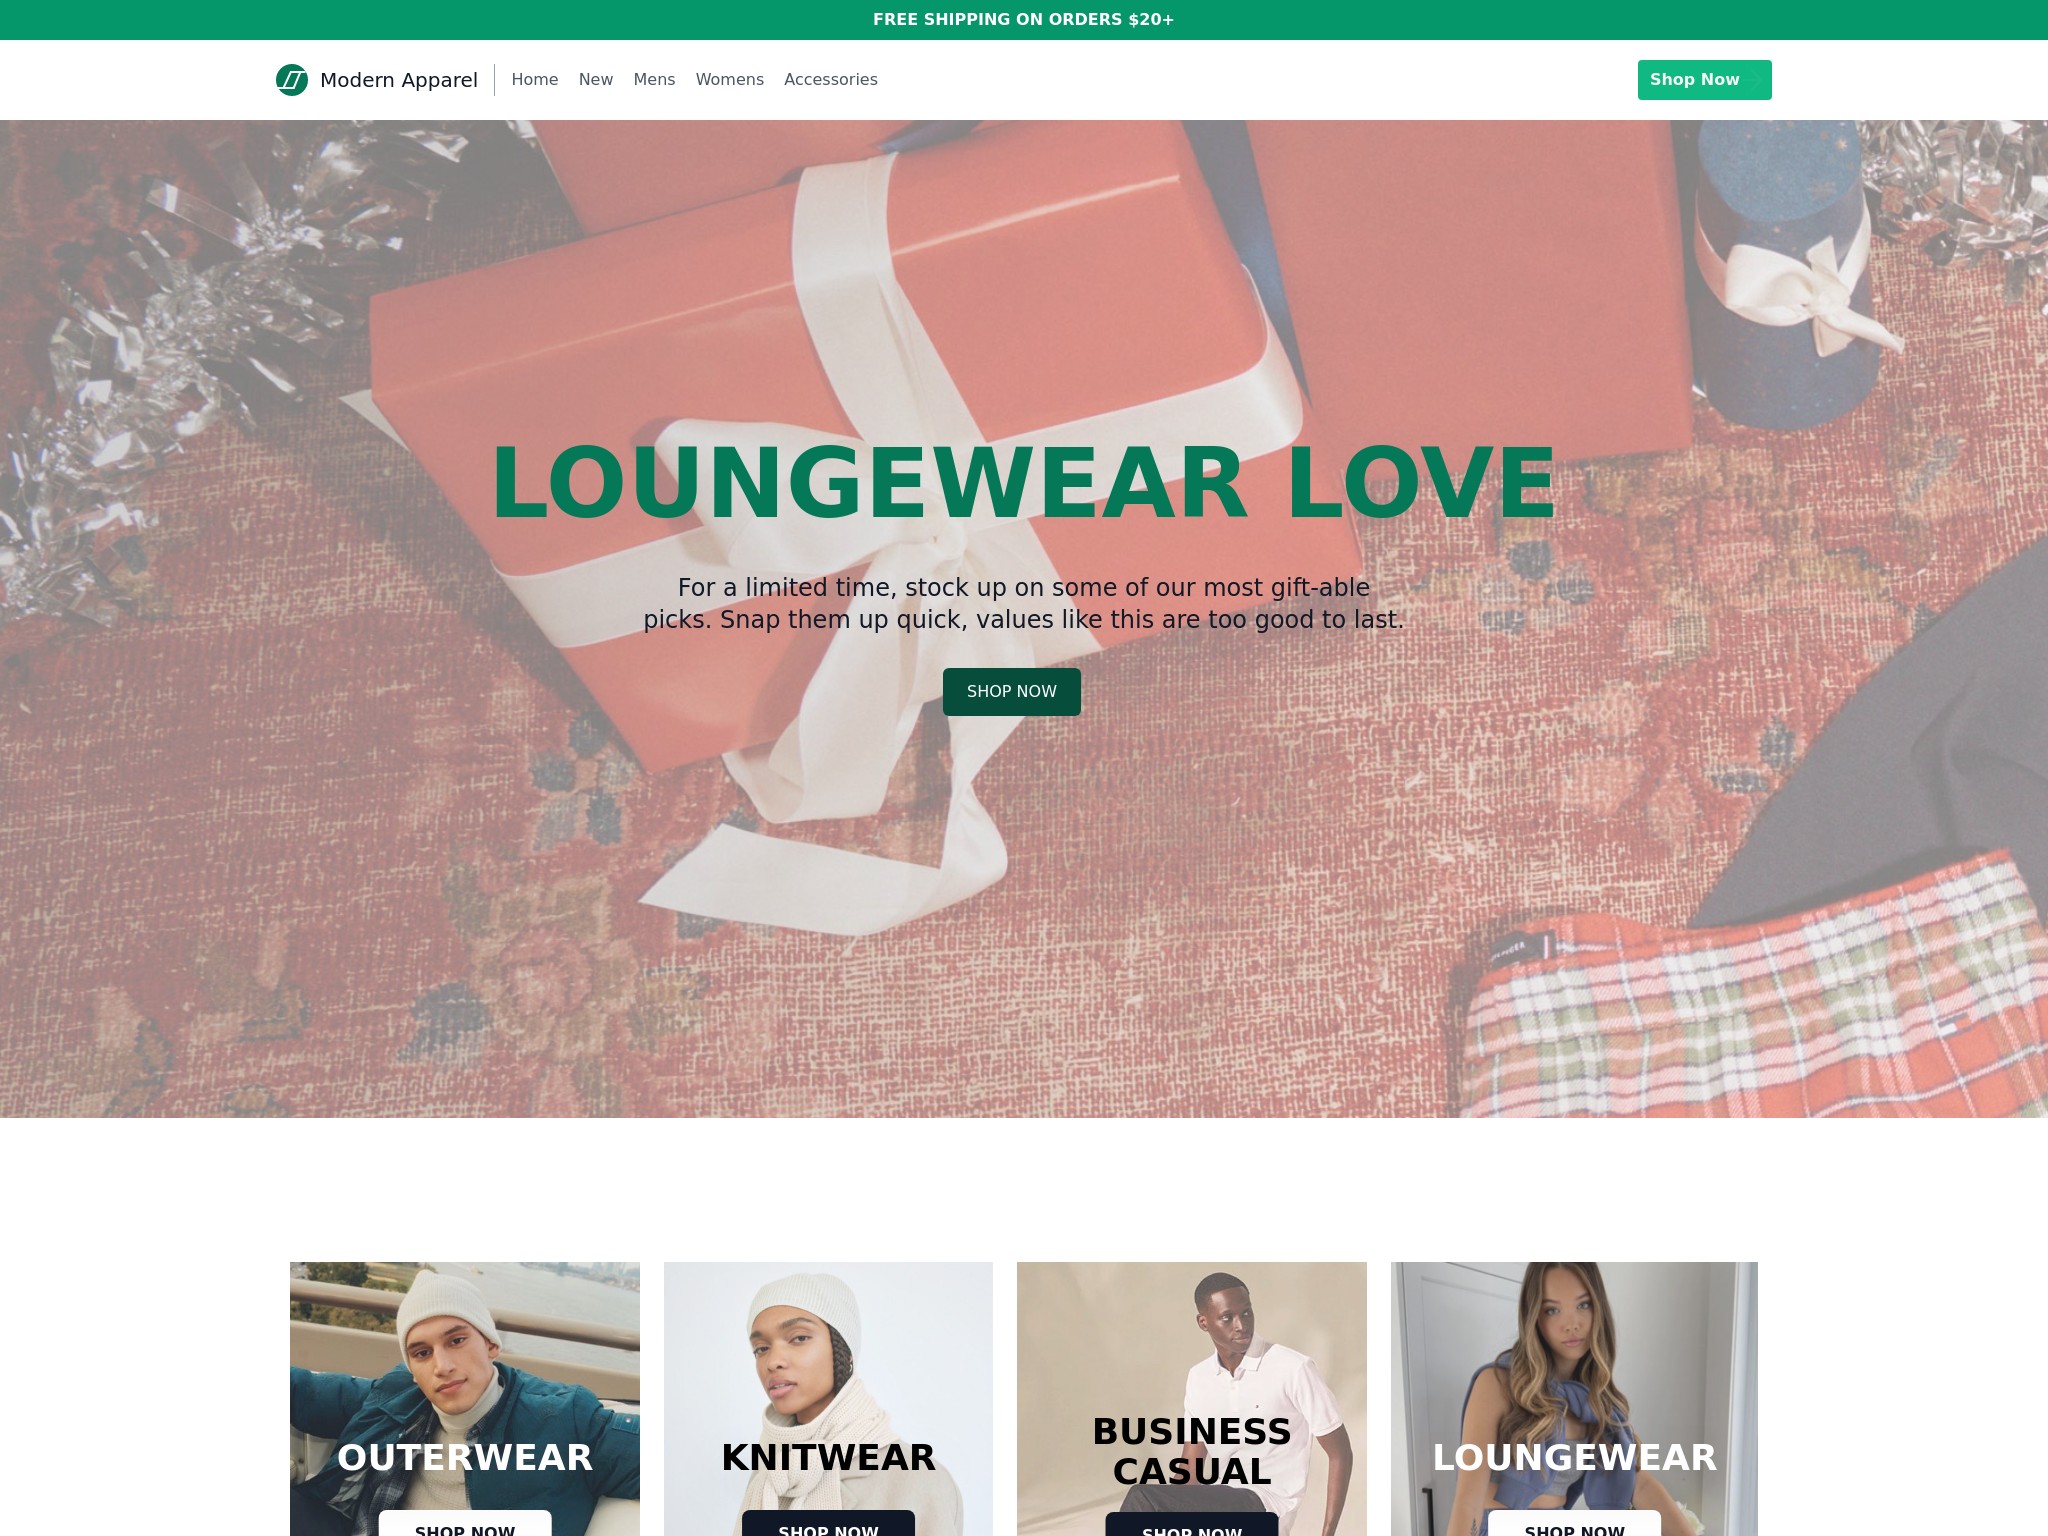 FREE SHIPPING ON ORDERS $20+
Modern Apparel
Home
New
Mens
Womens
Accessories
Shop Now
LOUNGEWEAR LOVE
For a limited time, stock up on some of our most gift-able
picks. Snap them up quick, values like this are too good to last.
SHOP NOW
OUTERWEAR
SHOP NOW
KNITWEAR
SHOP NOW
BUSINESS
CASUAL
SHOP NOW
LOUNGEWEAR
SHOP NOW